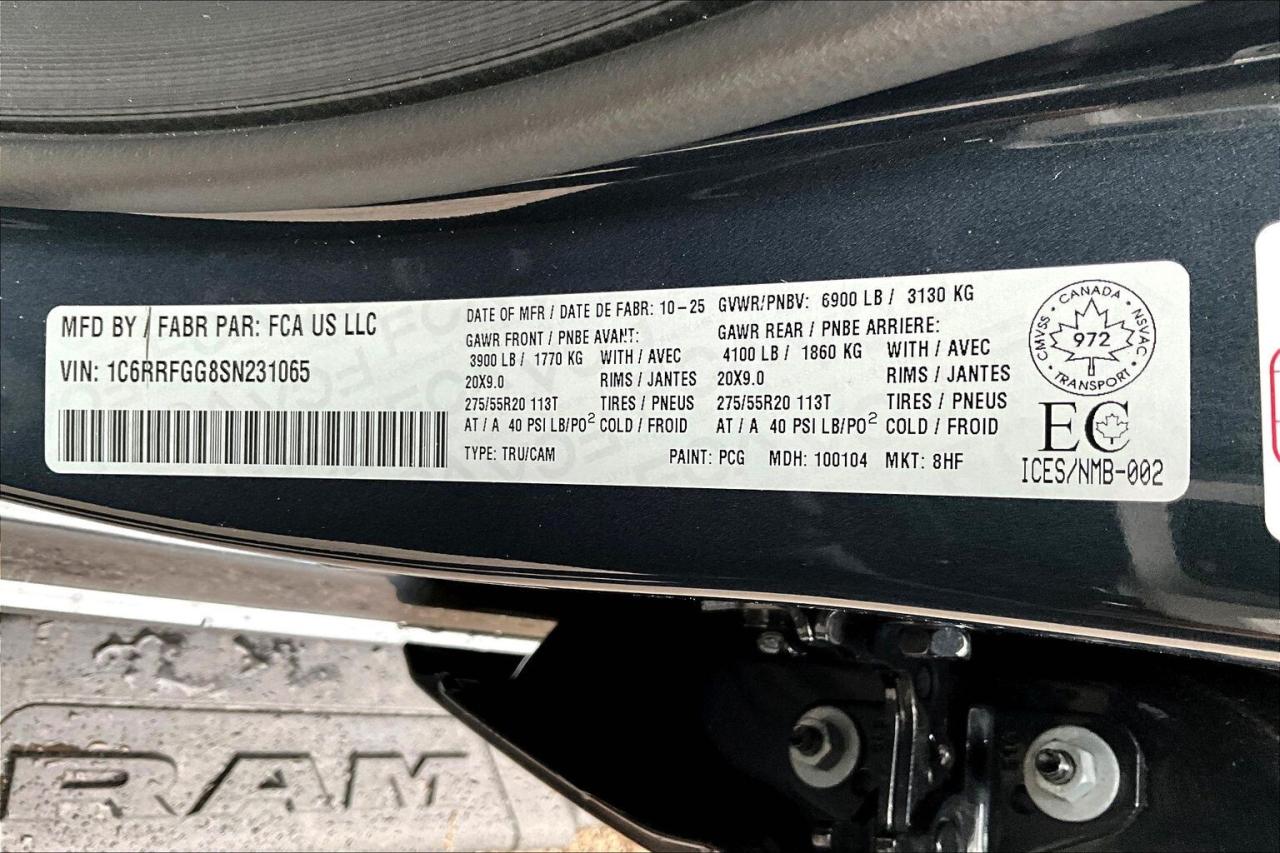 MFD BY / FABR PAR: FCA US LLC
VIN: 1C6RRFGG8SN231065
DATE OF MFR / DATE DE FABR: 10-25 GVWR/PNBV: 6900 LB / 3130 KG
GAWR FRONT / PNBE AVANT: GAWR REAR / PNBE ARRIERE:
3900 LB / 1770 KG WITH / AVEC 4100 LB / 1860 KG WITH / AVEC
20X9.0 RIMS / JANTES 20X9.0 RIMS / JANTES
275/55R20 113T TIRES / PNEUS 275/55R20 113T TIRES / PNEUS
AT / A 40 PSI LB/PO² COLD / FROID AT / A 40 PSI LB/PO² COLD / FROID
TYPE: TRU/CAM PAINT: PCG MDH: 100104 MKT: 8HF
CMVSS · CANADA · NSVAC
972
· TRANSPORT ·
EC
ICES/NMB-002
RAM